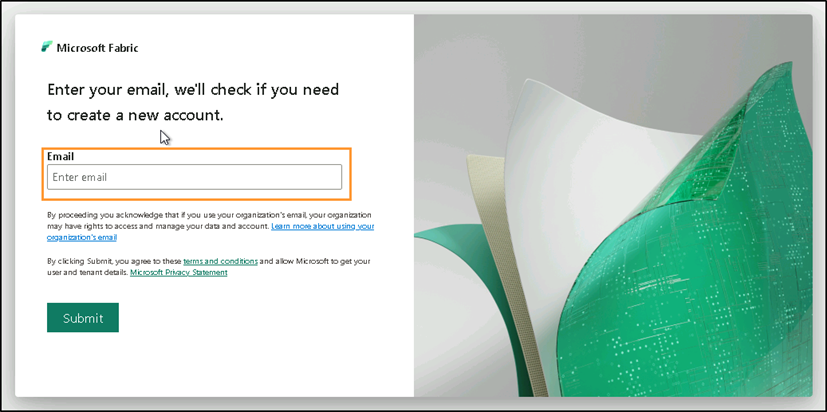 Microsoft Fabric
Enter your email, we'll check if you need
to create a new account.
Email
Enter email
By proceeding you acknowledge that if you use your organization's email, your organization
may have rights to access and manage your data and account. Learn more about using your
organization's email
By clicking Submit, you agree to these terms and conditions and allow Microsoft to get your
user and tenant details. Microsoft Privacy Statement
Submit